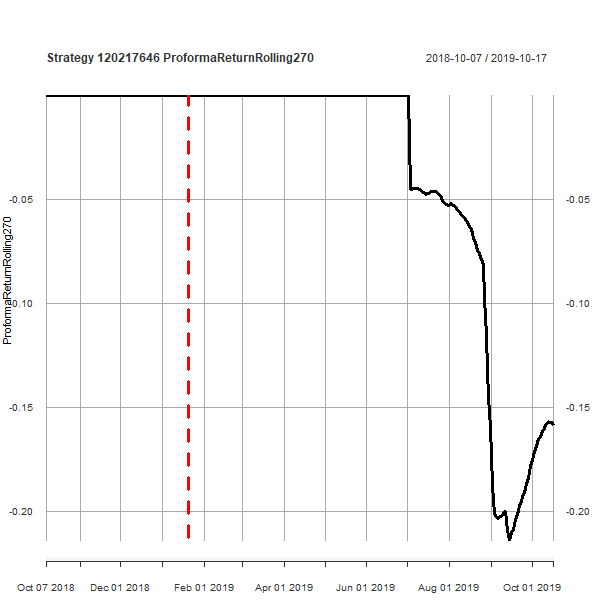 Strategy 120217646 ProformaReturnRolling270
2018-10-07 / 2019-10-17
ProformaReturnRolling270
-0.05
-0.10
-0.15
-0.20
-0.05
-0.10
-0.15
-0.20
Oct 07 2018
Dec 01 2018
Feb 01 2019
Apr 01 2019
Jun 01 2019
Aug 01 2019
Oct 01 2019